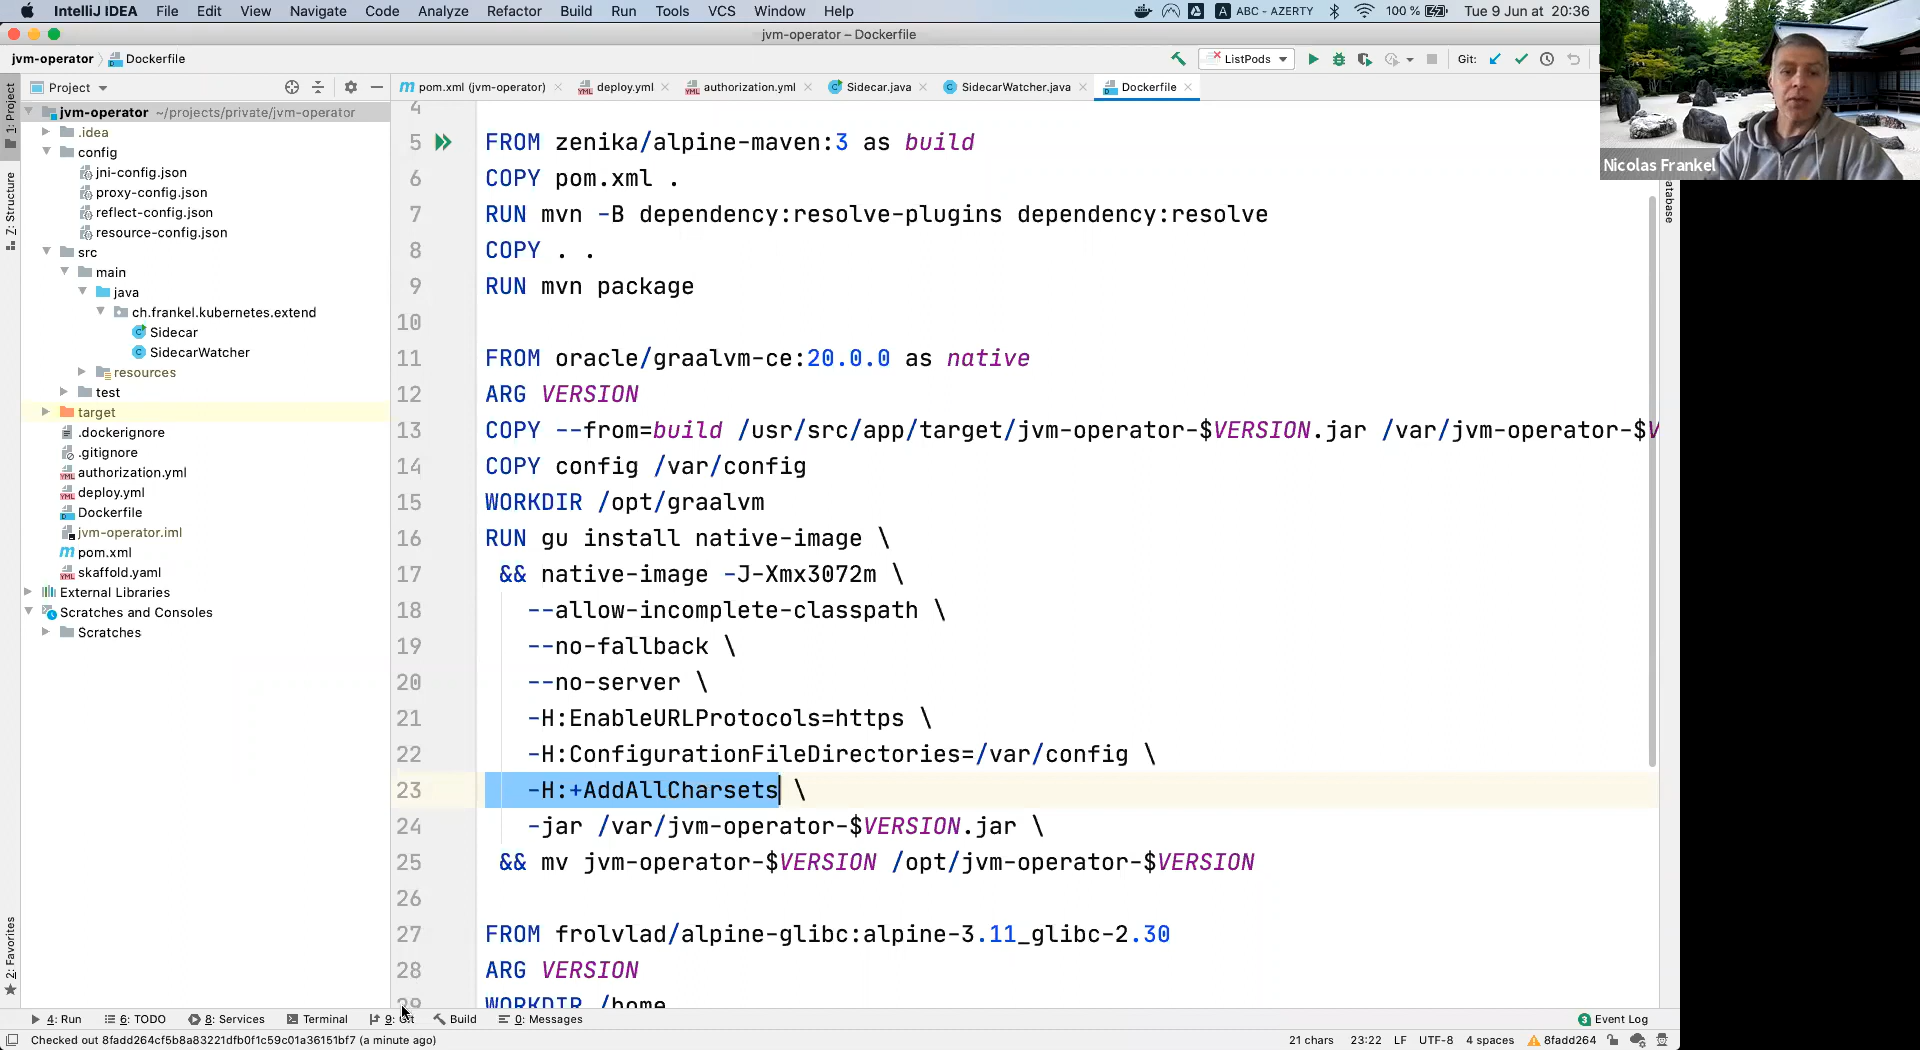 IntelliJ IDEA File Edit View Navigate Code Analyze Refactor Build Run Tools VCS Window Help
A ABC - AZERTY 100 % Tue 9 Jun at 20:36
jvm-operator – Dockerfile
jvm-operator Dockerfile
ListPods Git:
Project
pom.xml (jvm-operator) deploy.yml authorization.yml Sidecar.java SidecarWatcher.java Dockerfile
1: Project
Z: Structure
2: Favorites
jvm-operator ~/projects/private/jvm-operator
.idea
config
jni-config.json
proxy-config.json
reflect-config.json
resource-config.json
src
main
java
ch.frankel.kubernetes.extend
Sidecar
SidecarWatcher
resources
test
target
.dockerignore
.gitignore
authorization.yml
deploy.yml
Dockerfile
jvm-operator.iml
pom.xml
skaffold.yaml
External Libraries
Scratches and Consoles
Scratches
4
5 FROM zenika/alpine-maven:3 as build
6 COPY pom.xml .
7 RUN mvn -B dependency:resolve-plugins dependency:resolve
8 COPY . .
9 RUN mvn package
10
11 FROM oracle/graalvm-ce:20.0.0 as native
12 ARG VERSION
13 COPY --from=build /usr/src/app/target/jvm-operator-$VERSION.jar /var/jvm-operator-$V
14 COPY config /var/config
15 WORKDIR /opt/graalvm
16 RUN gu install native-image \
17 && native-image -J-Xmx3072m \
18 --allow-incomplete-classpath \
19 --no-fallback \
20 --no-server \
21 -H:EnableURLProtocols=https \
22 -H:ConfigurationFileDirectories=/var/config \
23 -H:+AddAllCharsets \
24 -jar /var/jvm-operator-$VERSION.jar \
25 && mv jvm-operator-$VERSION /opt/jvm-operator-$VERSION
26
27 FROM frolvlad/alpine-glibc:alpine-3.11_glibc-2.30
28 ARG VERSION
29 WORKDIR /home
Nicolas Frankel
atabase
4: Run 6: TODO 8: Services Terminal 9: Git Build 0: Messages
3 Event Log
Checked out 8fadd264cf5b8a83221dfb0f1c59c01a36151bf7 (a minute ago)
21 chars 23:22 LF UTF-8 4 spaces 8fadd264